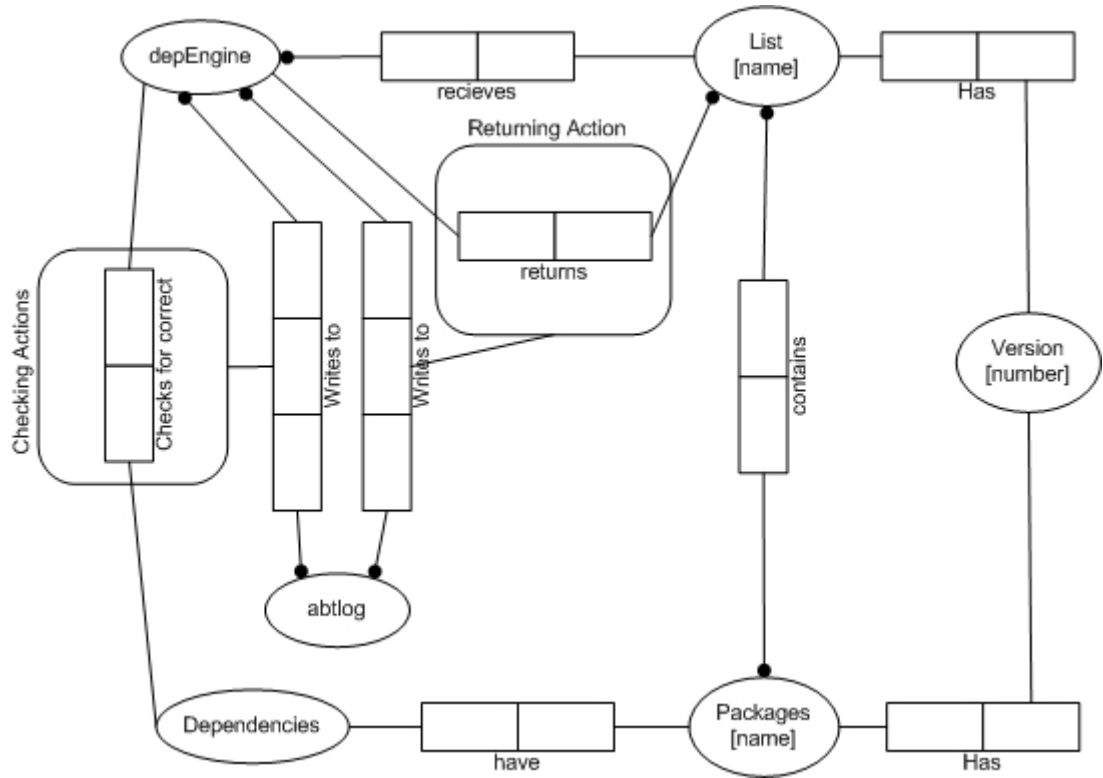 depEngine
recieves
List
[name]
Has
Returning Action
returns
Checking Actions
Checks for correct
Writes to
Writes to
contains
Version
[number]
abtlog
Dependencies
have
Packages
[name]
Has